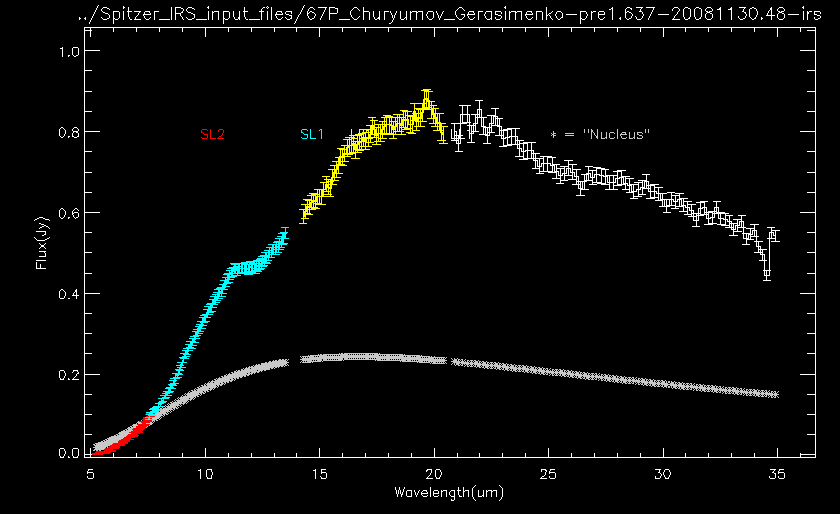 ../Spitzer_IRS_input_files/67P_Churyumov_Gerasimenko-pre1.637-20081130.48-irs
1.0
0.8
0.6
0.4
0.2
0.0
Flux(Jy)
SL2 SL1 * = "Nucleus"
5 10 15 20 25 30 35
Wavelength(um)